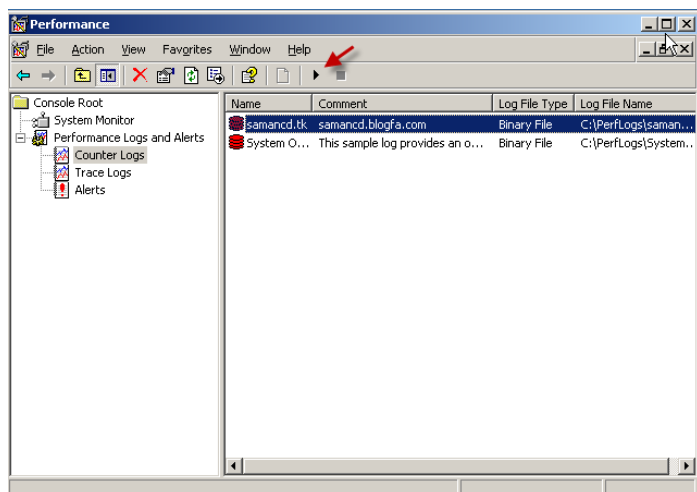 Performance
File Action View Favorites Window Help
Console Root
System Monitor
Performance Logs and Alerts
Counter Logs
Trace Logs
Alerts
Name Comment Log File Type Log File Name
samancd.tk samancd.blogfa.com Binary File C:\PerfLogs\saman...
System O... This sample log provides an o... Binary File C:\PerfLogs\System...